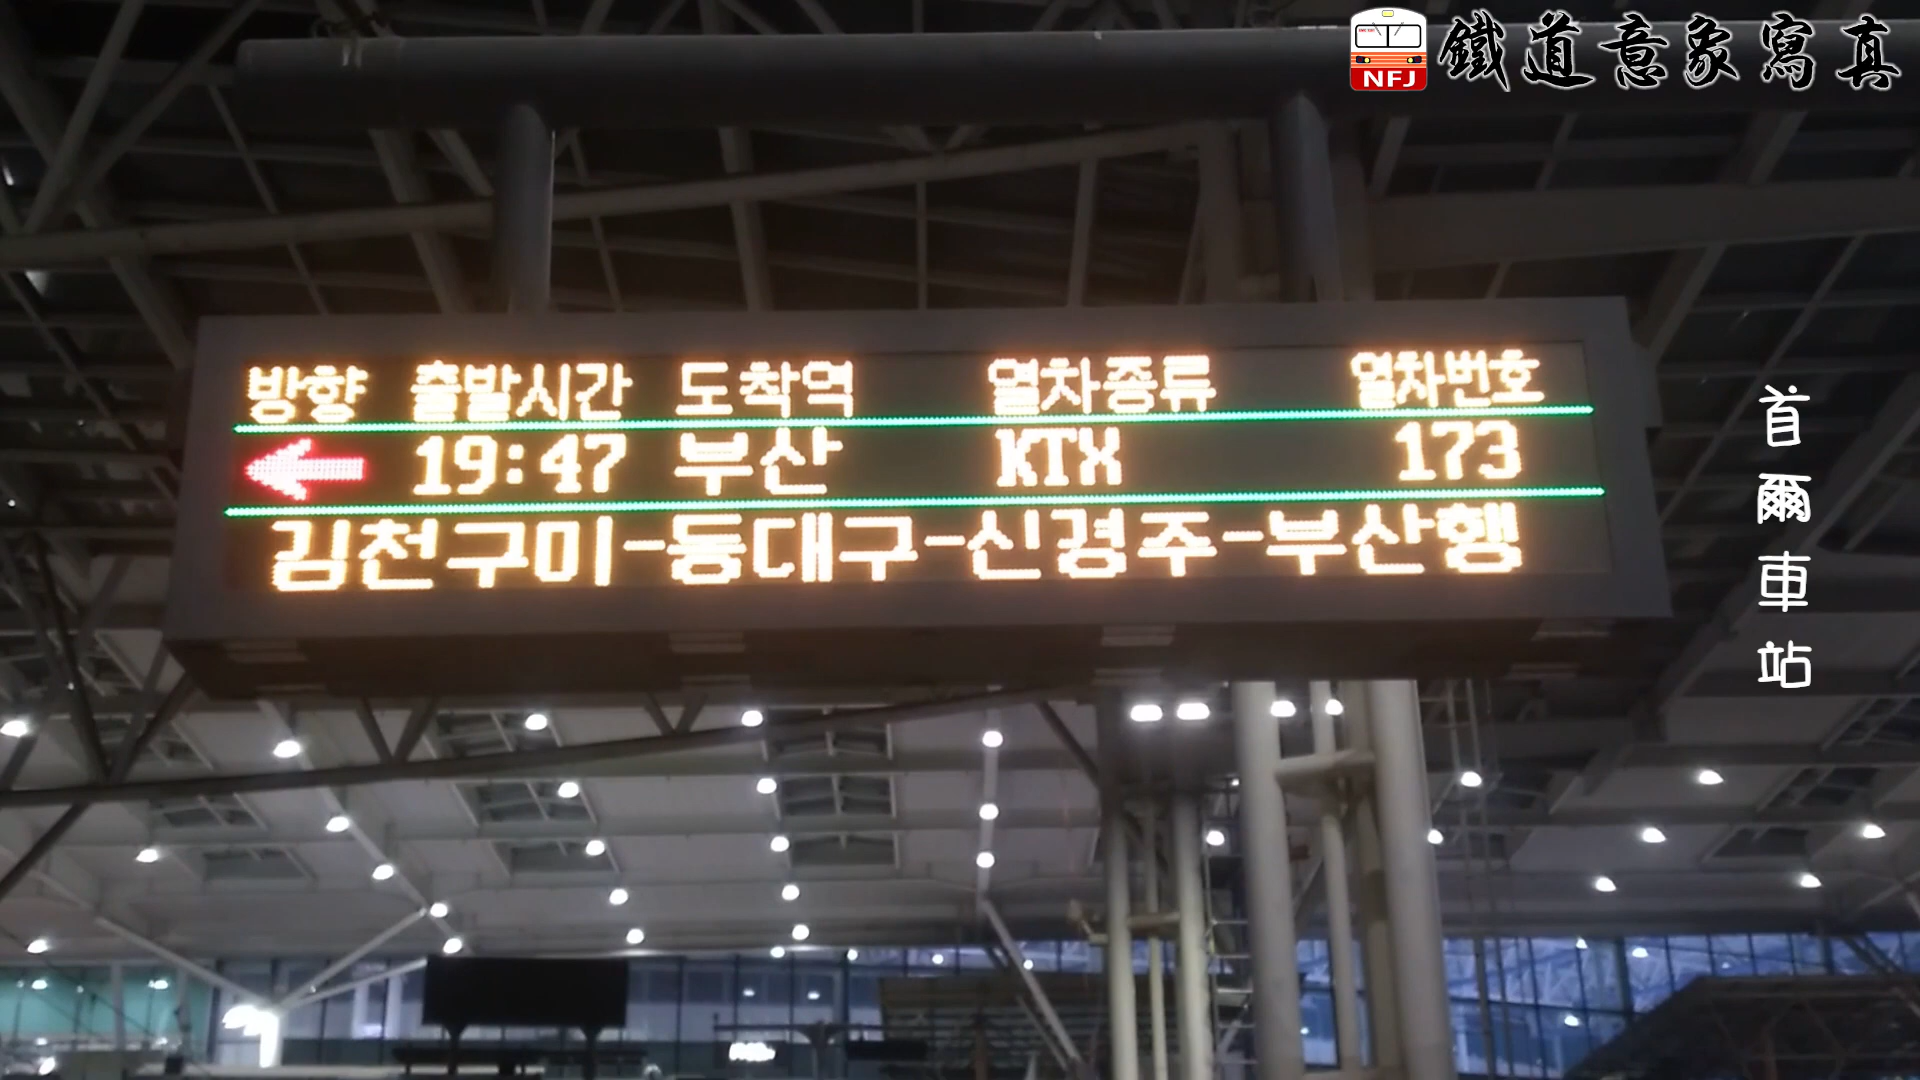 NFJ 鐵道意象寫真
방향 출발시간 도착역 열차종류 열차번호
19:47 부산 KTX 173
김천구미-동대구-신경주-부산행
首爾車站